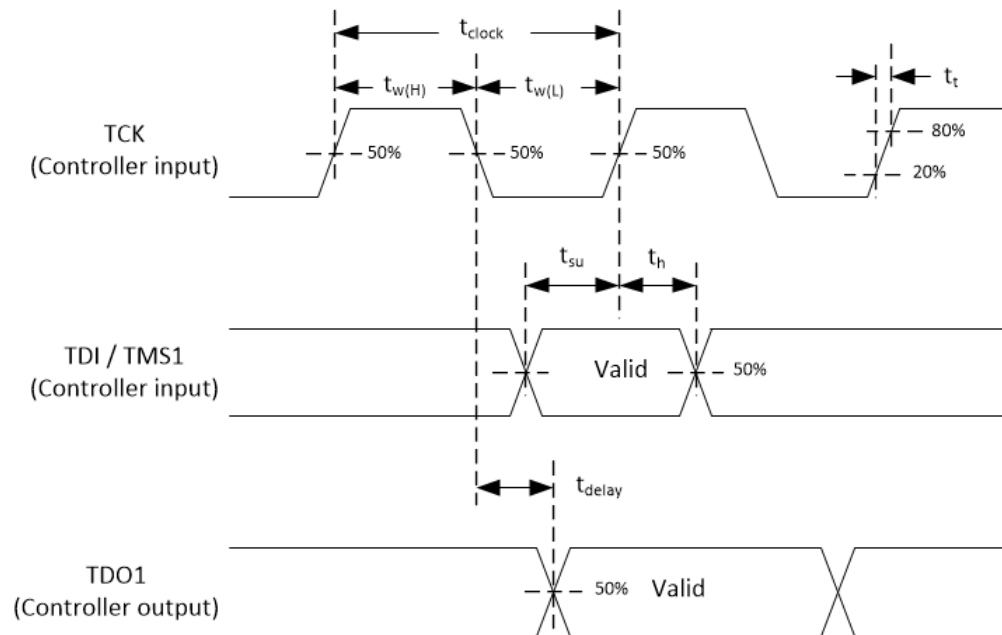 tclock
tw(H)
tw(L)
tt
TCK
(Controller input)
50%
50%
50%
80%
20%
tsu
th
TDI / TMS1
(Controller input)
Valid
50%
tdelay
TDO1
(Controller output)
50%
Valid